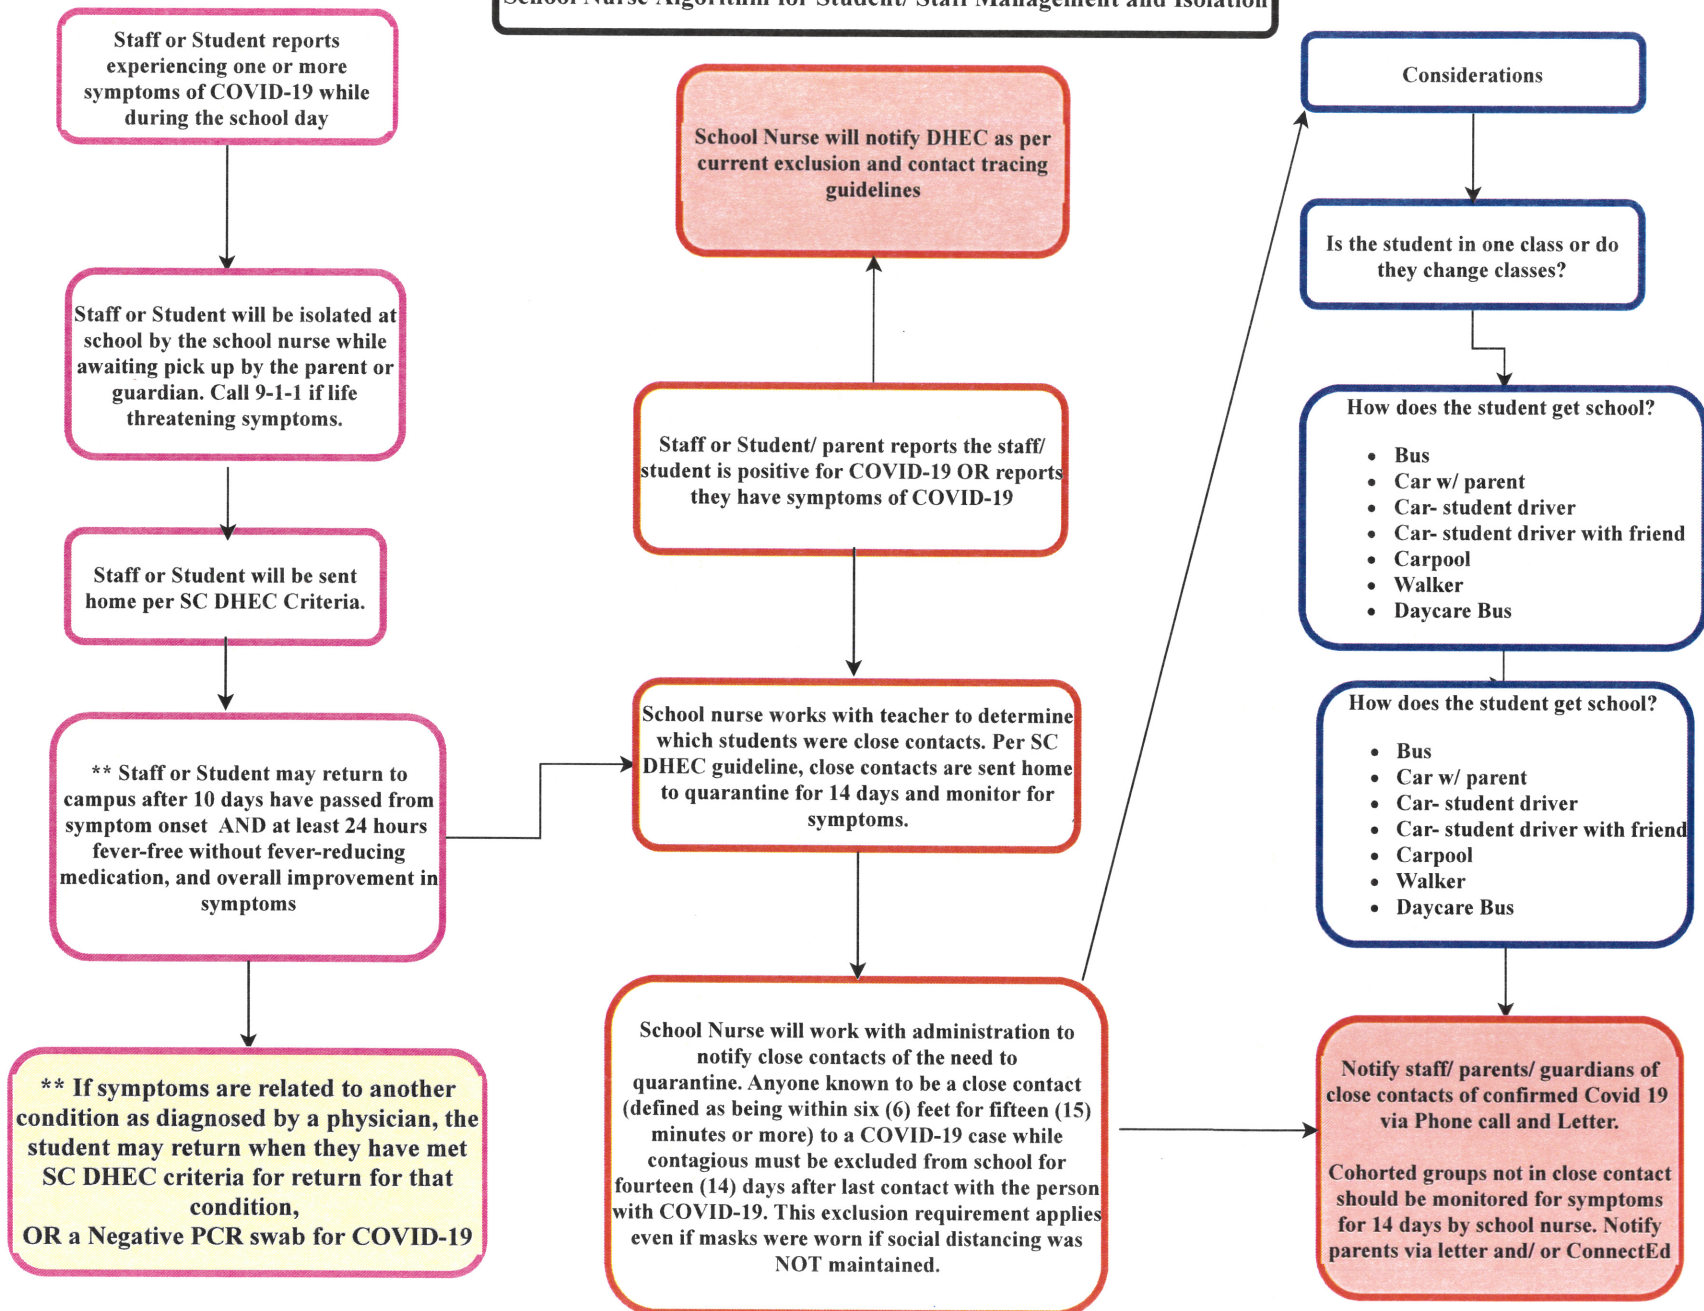 School Nurse Algorithm for Student/ Staff Management and Isolation
Staff or Student reports
experiencing one or more
symptoms of COVID-19 while
during the school day
Staff or Student will be isolated at
school by the school nurse while
awaiting pick up by the parent or
guardian. Call 9-1-1 if life
threatening symptoms.
Staff or Student will be sent
home per SC DHEC Criteria.
** Staff or Student may return to
campus after 10 days have passed from
symptom onset AND at least 24 hours
fever-free without fever-reducing
medication, and overall improvement in
symptoms
** If symptoms are related to another
condition as diagnosed by a physician, the
student may return when they have met
SC DHEC criteria for return for that
condition,
OR a Negative PCR swab for COVID-19
School Nurse will notify DHEC as per
current exclusion and contact tracing
guidelines
Staff or Student/ parent reports the staff/
student is positive for COVID-19 OR reports
they have symptoms of COVID-19
School nurse works with teacher to determine
which students were close contacts. Per SC
DHEC guideline, close contacts are sent home
to quarantine for 14 days and monitor for
symptoms.
School Nurse will work with administration to
notify close contacts of the need to
quarantine. Anyone known to be a close contact
(defined as being within six (6) feet for fifteen (15)
minutes or more) to a COVID-19 case while
contagious must be excluded from school for
fourteen (14) days after last contact with the person
with COVID-19. This exclusion requirement applies
even if masks were worn if social distancing was
NOT maintained.
Considerations
Is the student in one class or do
they change classes?
How does the student get school?
• Bus
• Car w/ parent
• Car- student driver
• Car- student driver with friend
• Carpool
• Walker
• Daycare Bus
How does the student get school?
• Bus
• Car w/ parent
• Car- student driver
• Car- student driver with friend
• Carpool
• Walker
• Daycare Bus
Notify staff/ parents/ guardians of
close contacts of confirmed Covid 19
via Phone call and Letter.
Cohorted groups not in close contact
should be monitored for symptoms
for 14 days by school nurse. Notify
parents via letter and/ or ConnectEd